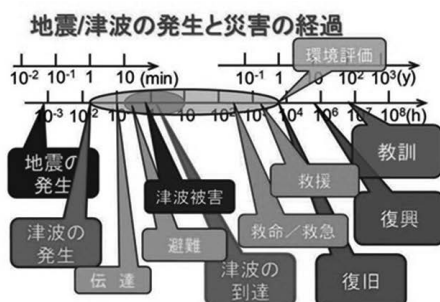 地震/津波の発生と災害の経過
環境評価
10⁻² 10⁻¹ 1 10 (min)
10⁻¹ 1 10 10² 10³(y)
10⁻³ 10⁻² 10⁻¹ 1 10¹ 10² 10⁴ 10⁶ 10⁷ 10⁸(h)
地震の
発生
津波の
発生
伝 達
避難
津波被害
津波の
到達
救命/救急
救援
復旧
復興
教訓